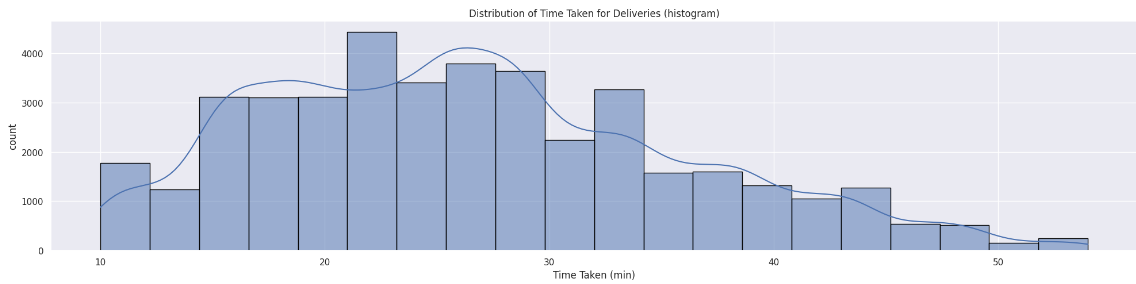 Distribution of Time Taken for Deliveries (histogram)
count
4000
3000
2000
1000
0
10 20 30 40 50
Time Taken (min)